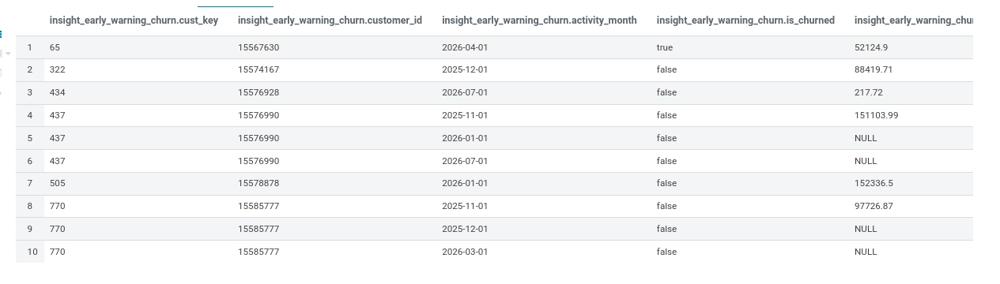 insight_early_warning_churn.cust_key insight_early_warning_churn.customer_id insight_early_warning_churn.activity_month insight_early_warning_churn.is_churned
1 65 15567630 2026-04-01 true 52124.9
2 322 15574167 2025-12-01 false 88419.71
3 434 15576928 2026-07-01 false 217.72
4 437 15576990 2025-11-01 false 151103.99
5 437 15576990 2026-01-01 false NULL
6 437 15576990 2026-07-01 false NULL
7 505 15578878 2026-01-01 false 152336.5
8 770 15585777 2025-11-01 false 97726.87
9 770 15585777 2025-12-01 false NULL
10 770 15585777 2026-03-01 false NULL